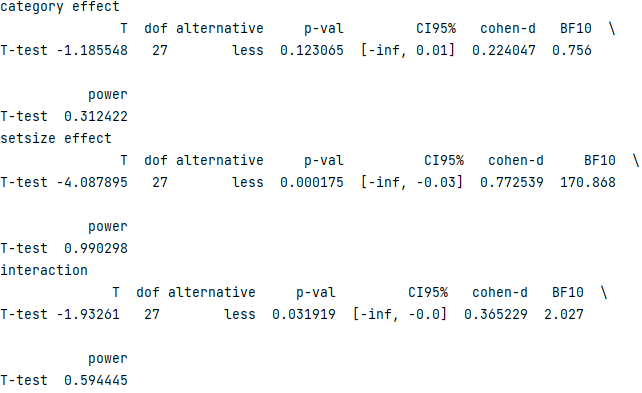 category effect
               T  dof alternative     p-val         CI95%   cohen-d   BF10  \
T-test -1.185548   27        less  0.123065  [-inf, 0.01]  0.224047  0.756

           power
T-test  0.312422
setsize effect
               T  dof alternative     p-val          CI95%   cohen-d     BF10  \
T-test -4.087895   27        less  0.000175  [-inf, -0.03]  0.772539  170.868

           power
T-test  0.990298
interaction
              T  dof alternative     p-val         CI95%   cohen-d   BF10  \
T-test -1.93261   27        less  0.031919  [-inf, -0.0]  0.365229  2.027

           power
T-test  0.594445